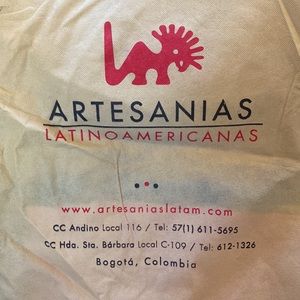 ARTESANIAS
LATINOAMERICANAS
www.artesaniaslatam.com
CC Andino Local 116 / Tel: 57(1) 611-5695
CC Hda. Sta. Bárbara Local C-109 / Tel: 612-1326
Bogotá, Colombia